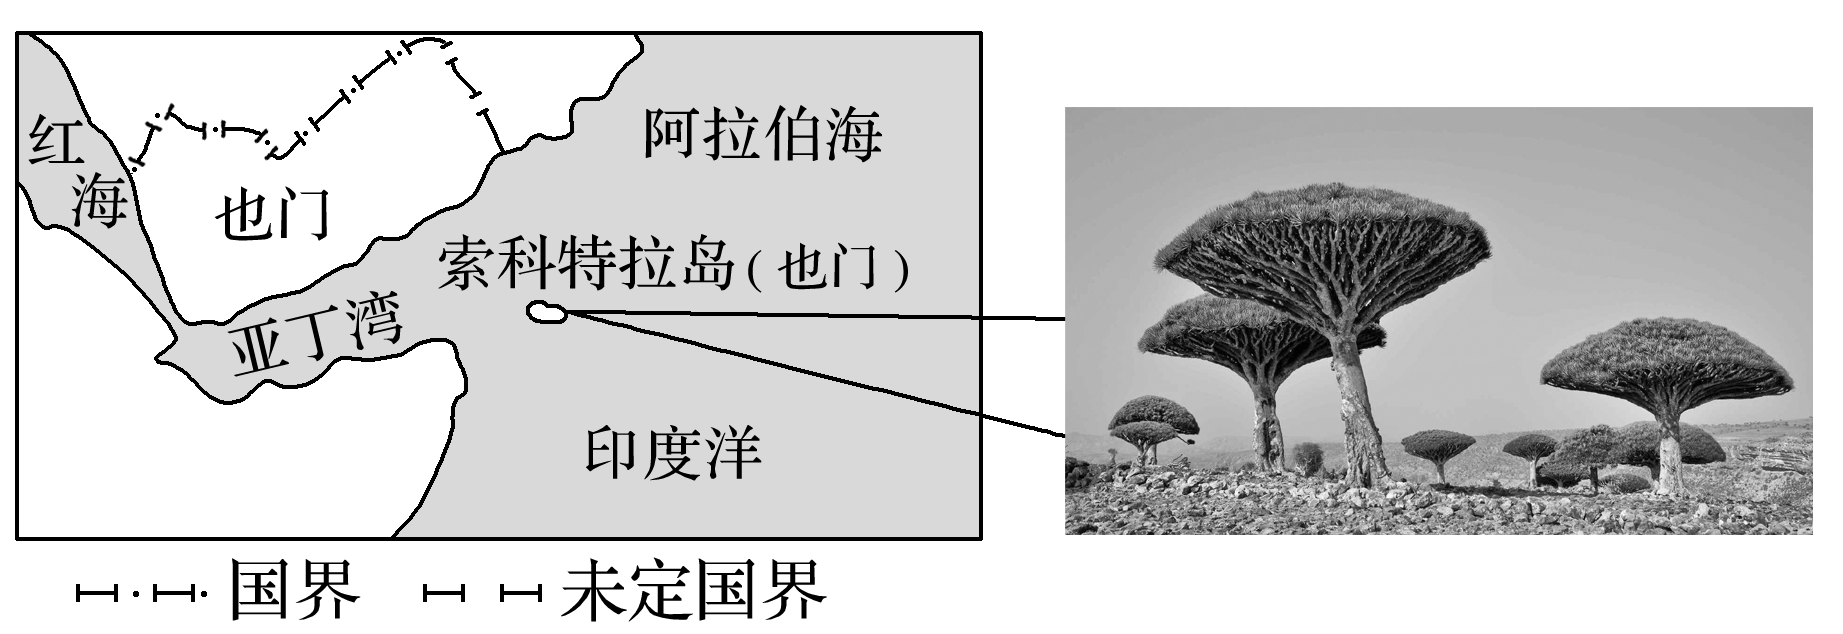 红海
阿拉伯海
也门
索科特拉岛(也门)
亚丁湾
印度洋
国界 未定国界